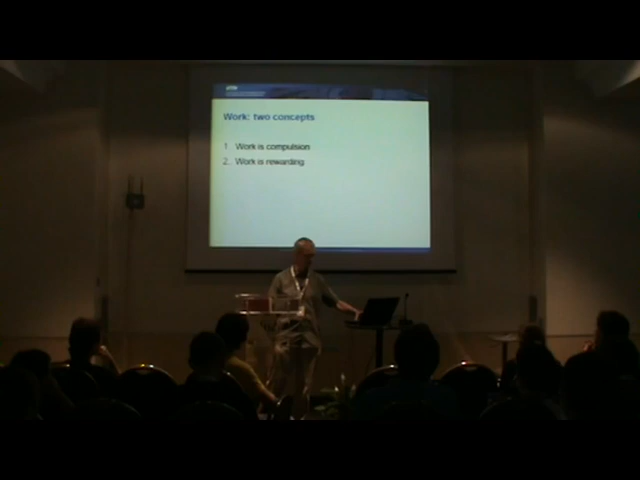 Work: two concepts
1. Work is compulsion
2. Work is rewarding